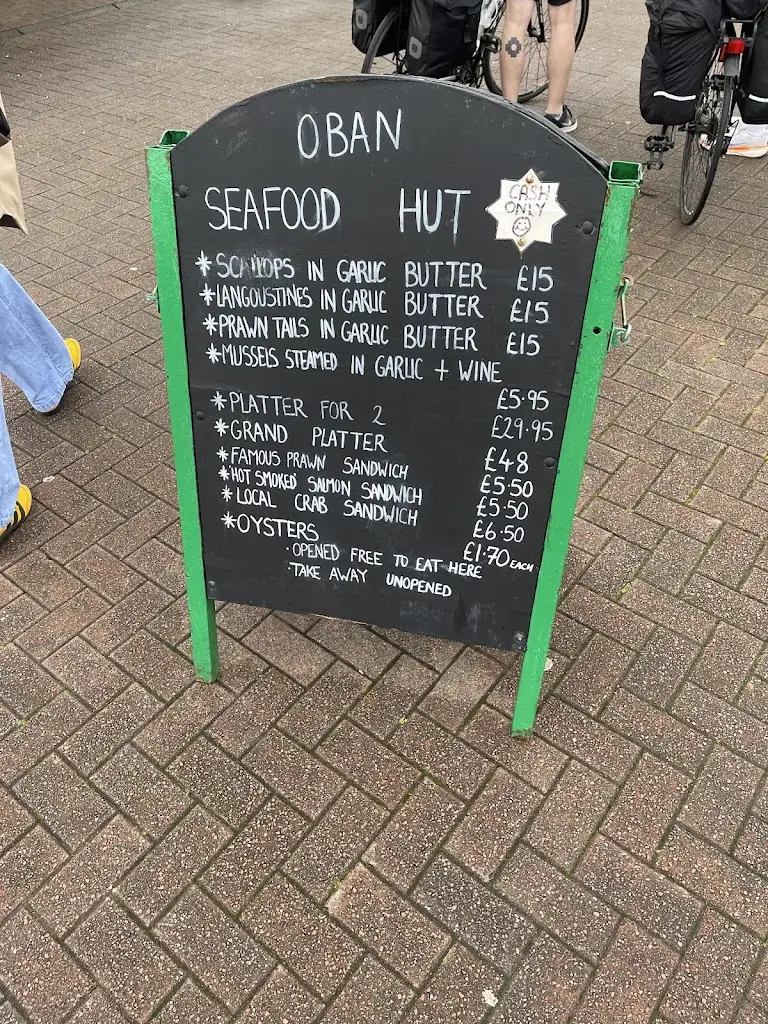 OBAN
SEAFOOD HUT
CASH
ONLY
*SCALLOPS IN GARLIC BUTTER £15
*LANGOUSTINES IN GARLIC BUTTER £15
*PRAWN TAILS IN GARLIC BUTTER £15
*MUSSELS STEAMED IN GARLIC + WINE
£5.95
*PLATTER FOR 2 £29.95
*GRAND PLATTER £48
*FAMOUS PRAWN SANDWICH £5.50
*'HOT SMOKED' SALMON SANDWICH £5.50
*LOCAL CRAB SANDWICH £6.50
*OYSTERS £1.70 EACH
·OPENED FREE TO EAT HERE
·TAKE AWAY UNOPENED